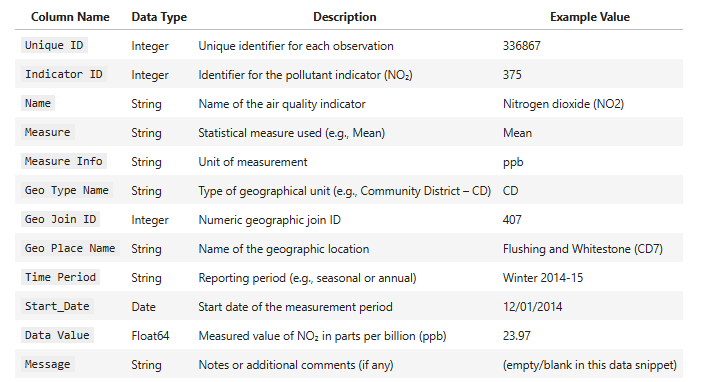 Column Name Data Type Description Example Value
Unique ID Integer Unique identifier for each observation 336867
Indicator ID Integer Identifier for the pollutant indicator (NO₂) 375
Name String Name of the air quality indicator Nitrogen dioxide (NO2)
Measure String Statistical measure used (e.g., Mean) Mean
Measure Info String Unit of measurement ppb
Geo Type Name String Type of geographical unit (e.g., Community District – CD) CD
Geo Join ID Integer Numeric geographic join ID 407
Geo Place Name String Name of the geographic location Flushing and Whitestone (CD7)
Time Period String Reporting period (e.g., seasonal or annual) Winter 2014-15
Start_Date Date Start date of the measurement period 12/01/2014
Data Value Float64 Measured value of NO₂ in parts per billion (ppb) 23.97
Message String Notes or additional comments (if any) (empty/blank in this data snippet)